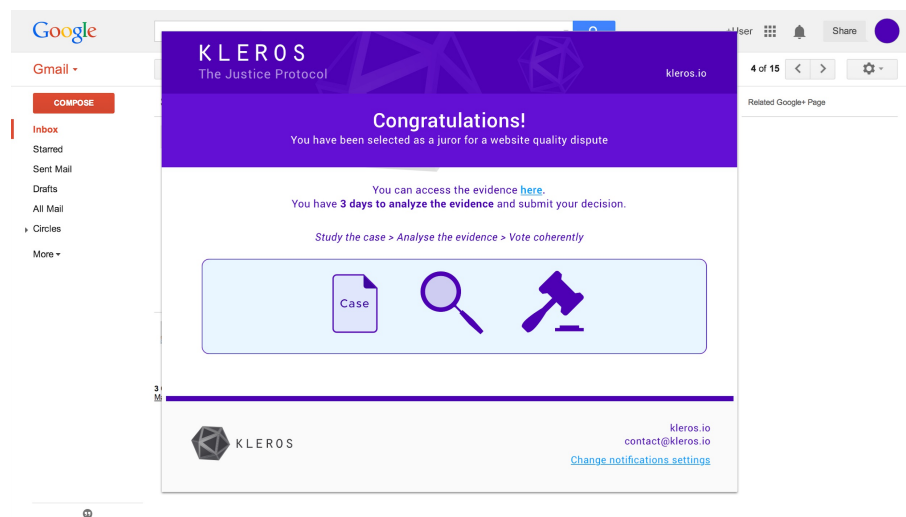 Google
+User
Share
KLEROS
The Justice Protocol
kleros.io
Gmail
4 of 15
COMPOSE
Related Google+ Page
Congratulations!
You have been selected as a juror for a website quality dispute
Inbox
Starred
Sent Mail
Drafts
All Mail
Circles
More
You can access the evidence here.
You have 3 days to analyze the evidence and submit your decision.
Study the case > Analyse the evidence > Vote coherently
Case
3
KLEROS
kleros.io
contact@kleros.io
Change notifications settings